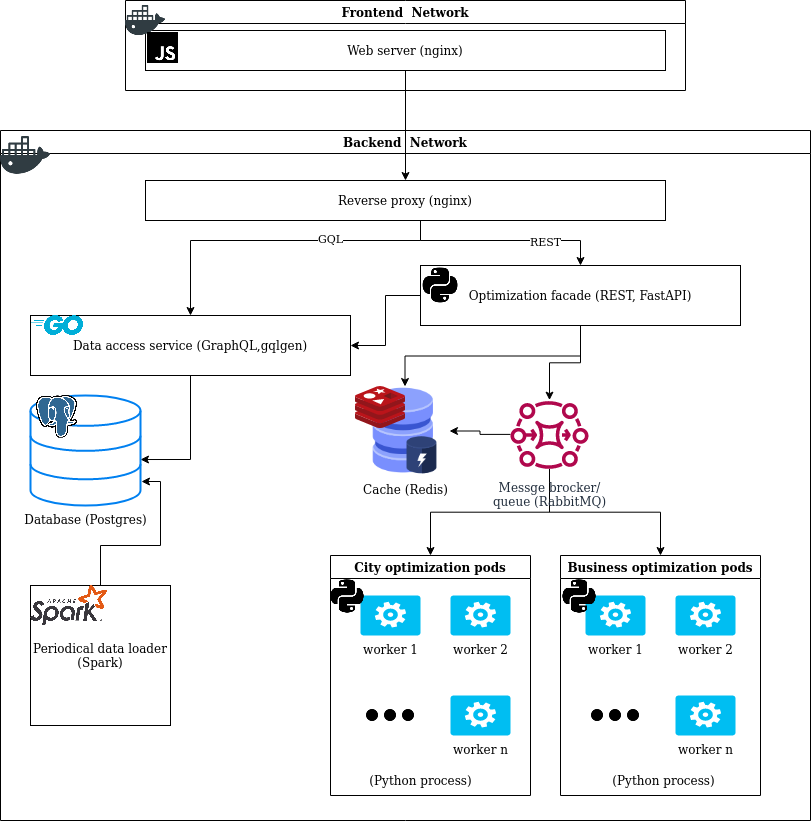 Frontend Network
JS
Web server (nginx)
Backend Network
Reverse proxy (nginx)
GQL
REST
Optimization facade (REST, FastAPI)
GO
Data access service (GraphQL,gqlgen)
Cache (Redis)
Messge brocker/
queue (RabbitMQ)
Database (Postgres)
City optimization pods
Business optimization pods
APACHE
Spark
Periodical data loader
(Spark)
worker 1
worker 2
worker 1
worker 2
worker n
worker n
(Python process)
(Python process)